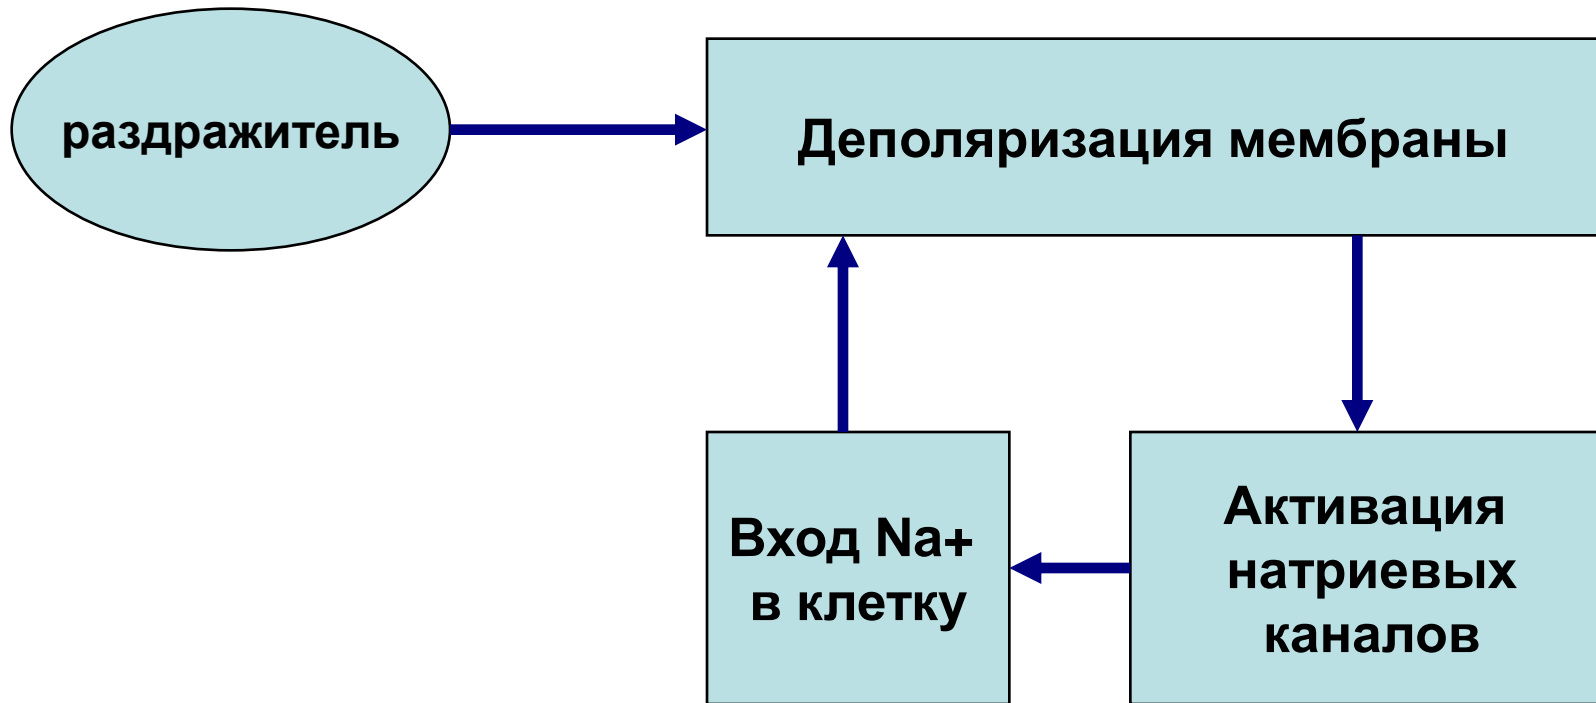 раздражитель
Деполяризация мембраны
Вход Na+
в клетку
Активация
натриевых
каналов